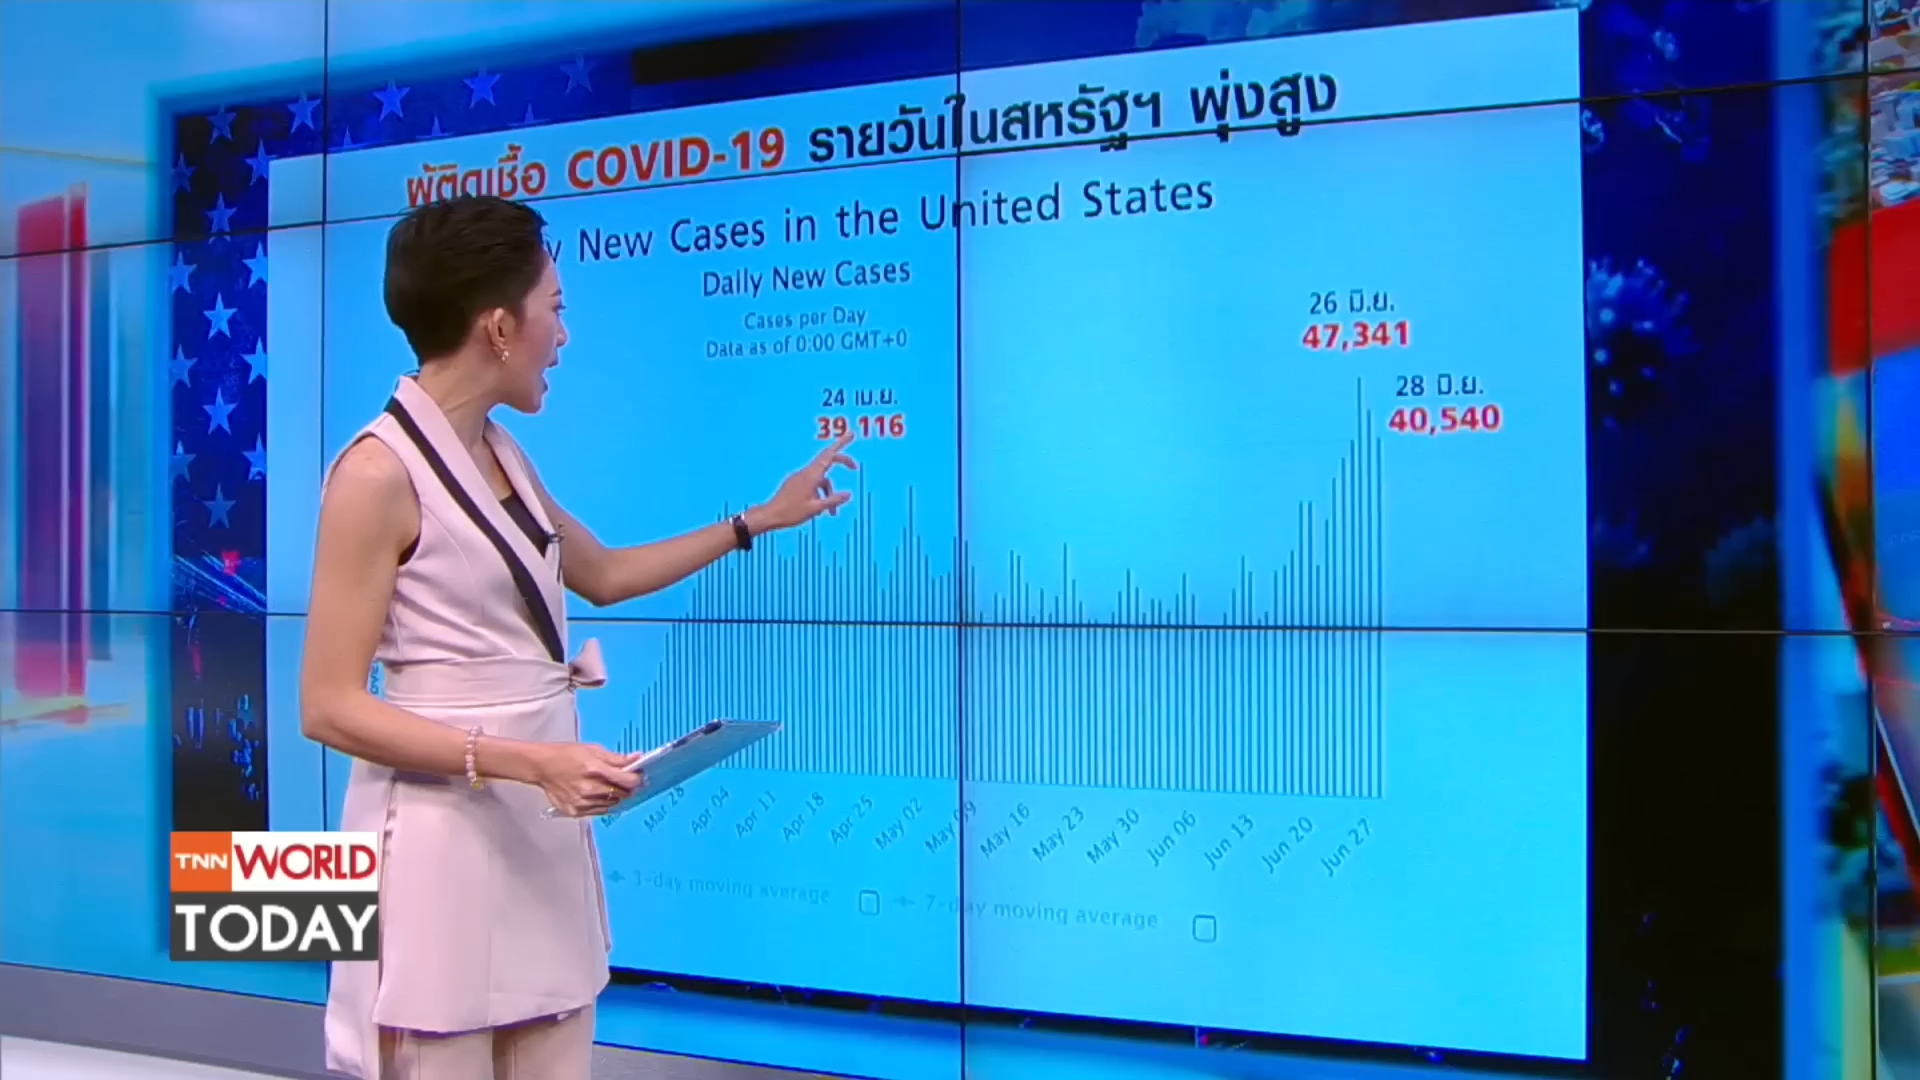 ผู้ติดเชื้อ COVID-19 รายวันในสหรัฐฯ พุ่งสูง
New Cases in the United States
Daily New Cases
Cases per Day
Data as of 0:00 GMT+0
24 เม.ย.
39,116
26 มิ.ย.
47,341
28 มิ.ย.
40,540
Mar 28 Apr 04 Apr 11 Apr 18 Apr 25 May 02 May 09 May 16 May 23 May 30 Jun 06 Jun 13 Jun 20 Jun 27
3-day moving average 7-day moving average
TNN WORLD
TODAY